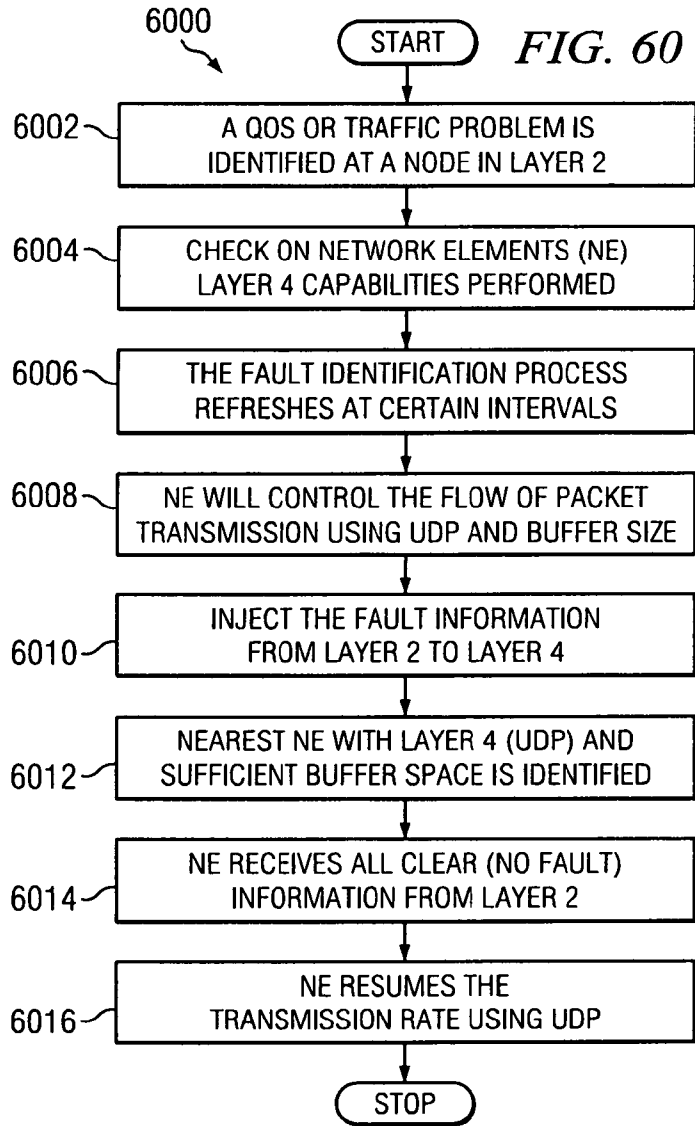 6000
START
FIG. 60
6002
A QOS OR TRAFFIC PROBLEM IS
IDENTIFIED AT A NODE IN LAYER 2
6004
CHECK ON NETWORK ELEMENTS (NE)
LAYER 4 CAPABILITIES PERFORMED
6006
THE FAULT IDENTIFICATION PROCESS
REFRESHES AT CERTAIN INTERVALS
6008
NE WILL CONTROL THE FLOW OF PACKET
TRANSMISSION USING UDP AND BUFFER SIZE
6010
INJECT THE FAULT INFORMATION
FROM LAYER 2 TO LAYER 4
6012
NEAREST NE WITH LAYER 4 (UDP) AND
SUFFICIENT BUFFER SPACE IS IDENTIFIED
6014
NE RECEIVES ALL CLEAR (NO FAULT)
INFORMATION FROM LAYER 2
6016
NE RESUMES THE
TRANSMISSION RATE USING UDP
STOP